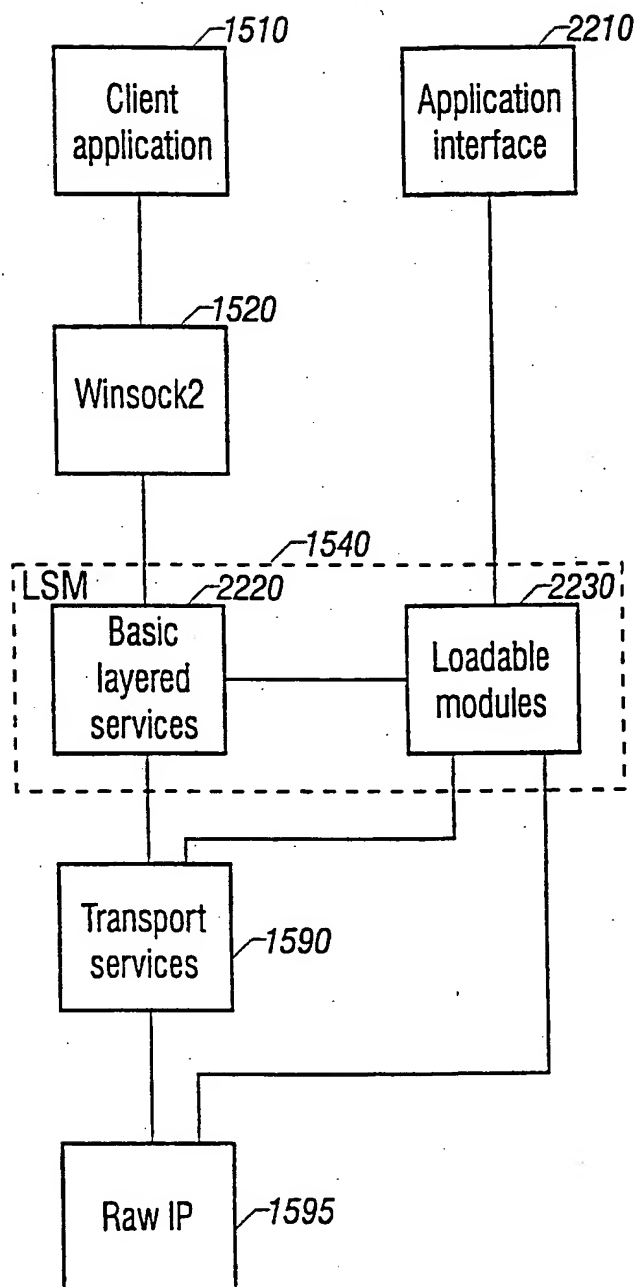 1510
2210
Client
application
Application
interface
1520
Winsock2
1540
LSM
2220
2230
Basic
layered
services
Loadable
modules
Transport
services
1590
Raw IP
1595